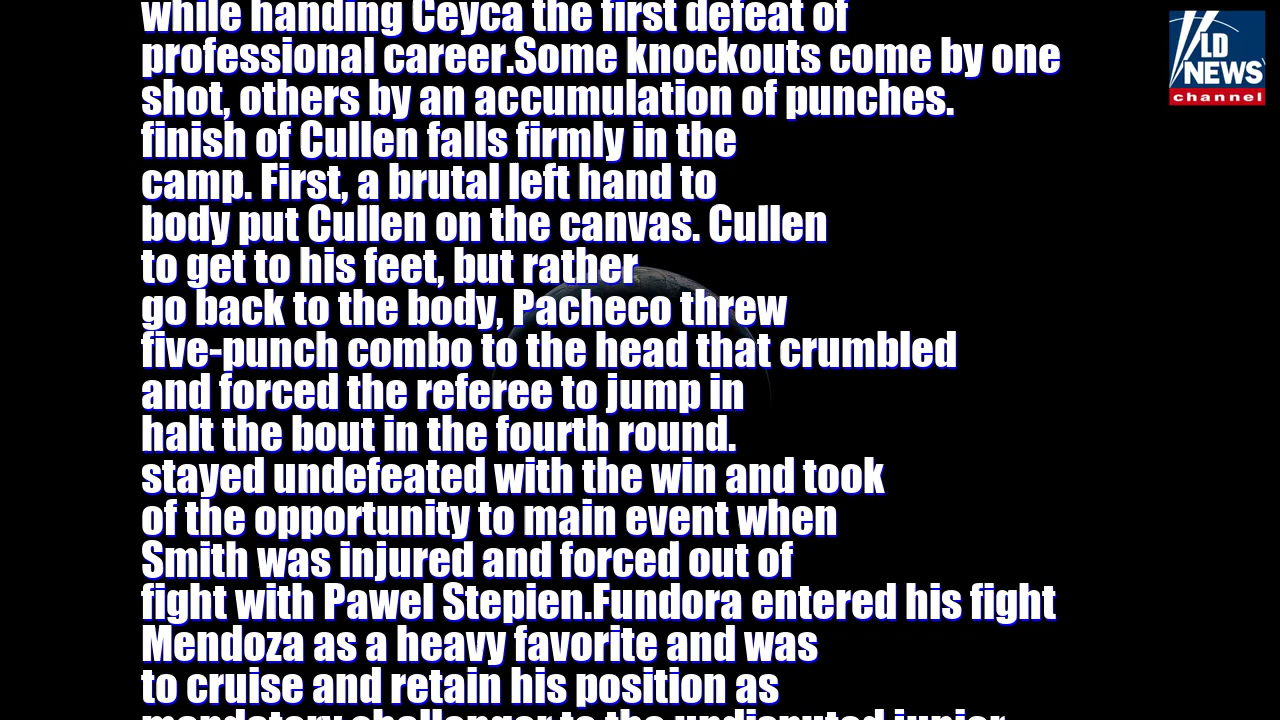 while handing Ceyca the first defeat of
professional career.Some knockouts come by one
shot, others by an accumulation of punches.
finish of Cullen falls firmly in the
camp. First, a brutal left hand to
body put Cullen on the canvas. Cullen
to get to his feet, but rather
go back to the body, Pacheco threw
five-punch combo to the head that crumbled
and forced the referee to jump in
halt the bout in the fourth round.
stayed undefeated with the win and took
of the opportunity to main event when
Smith was injured and forced out of
fight with Pawel Stepien.Fundora entered his fight
Mendoza as a heavy favorite and was
to cruise and retain his position as
mandatory challenger to the undisputed junior
LD
NEWS
channel